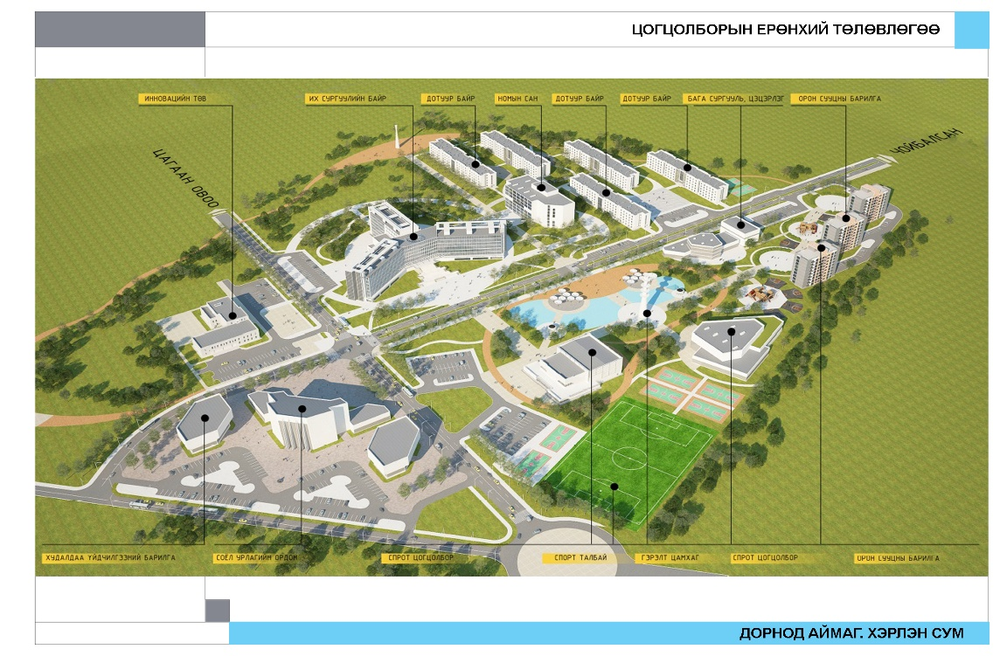 ЦОГЦОЛБОРЫН ЕРӨНХИЙ ТӨЛӨВЛӨГӨӨ
ИННОВАЦИЙН ТӨВ
ИХ СУРГУУЛИЙН БАЙР
ДОТУУР БАЙР
НОМЫН САН
ДОТУУР БАЙР
ДОТУУР БАЙР
БАГА СУРГУУЛЬ, ЦЭЦЭРЛЭГ
ОРОН СУУЦНЫ БАРИЛГА
ЦАГААН ОВОО
ЧОЙБАЛСАН
ХУДАЛДАА ҮЙДЧИЛГЭЭНИЙ БАРИЛГА
СОЁЛ УРЛАГИЙН ОРДОН
СПРОТ ЦОГЦОЛБОР
СПОРТ ТАЛБАЙ
ГЭРЭЛТ ЦАМХАГ
СПРОТ ЦОГЦОЛБОР
ОРОН СУУЦНЫ БАРИЛГА
ДОРНОД АЙМАГ. ХЭРЛЭН СУМ